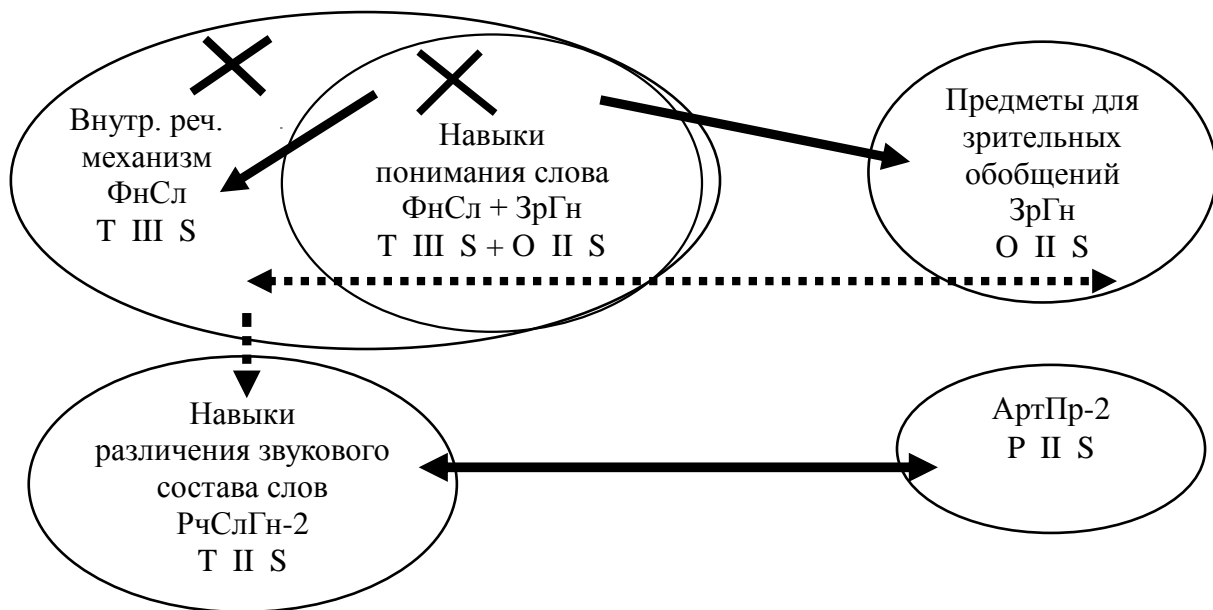 Внутр. реч.
механизм
ФнСл
T III S
Навыки
понимания слова
ФнСл + ЗрГн
T III S + O II S
Предметы для
зрительных
обобщений
ЗрГн
O II S
Навыки
различения звукового
состава слов
РчСлГн-2
T II S
АртПр-2
P II S